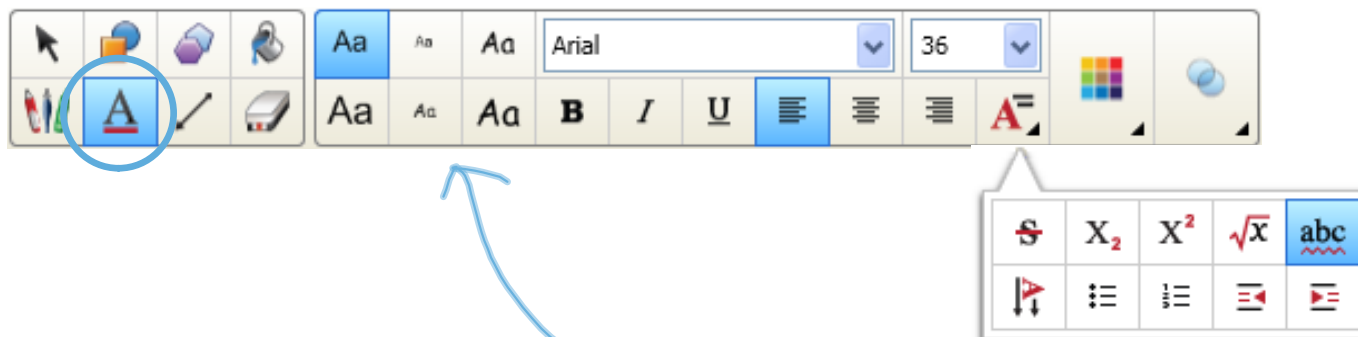 Aa Aa Aa Arial 36
A Aa Aa Aa B I U A
S X₂ X² √x abc